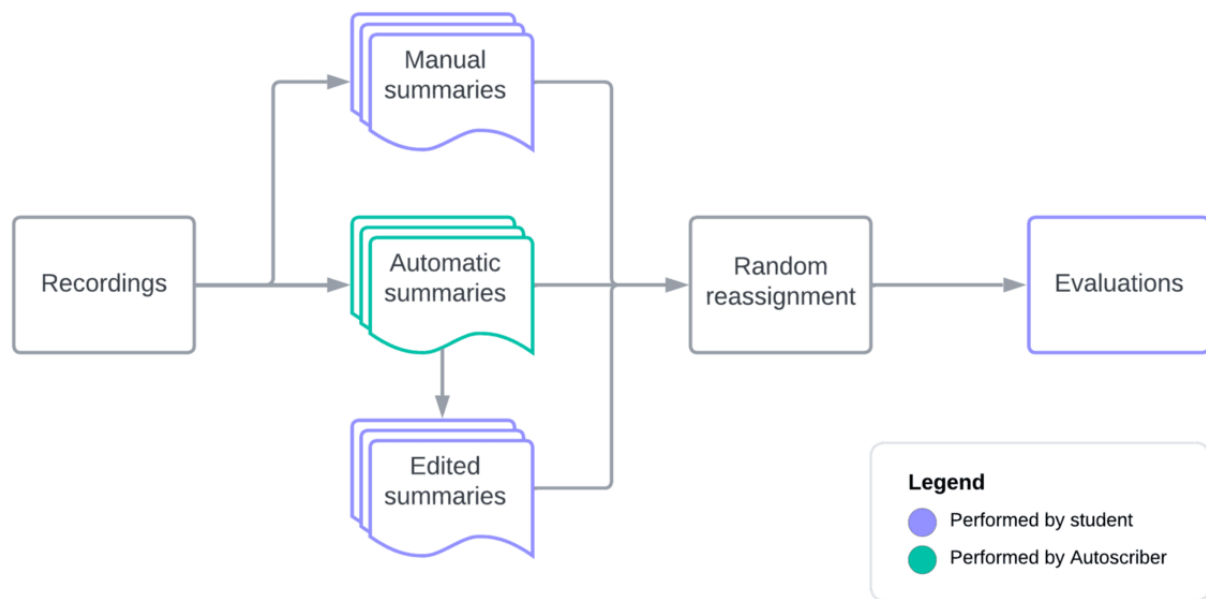 Manual
summaries
Recordings
Automatic
summaries
Random
reassignment
Evaluations
Edited
summaries
Legend
Performed by student
Performed by Autoscriber